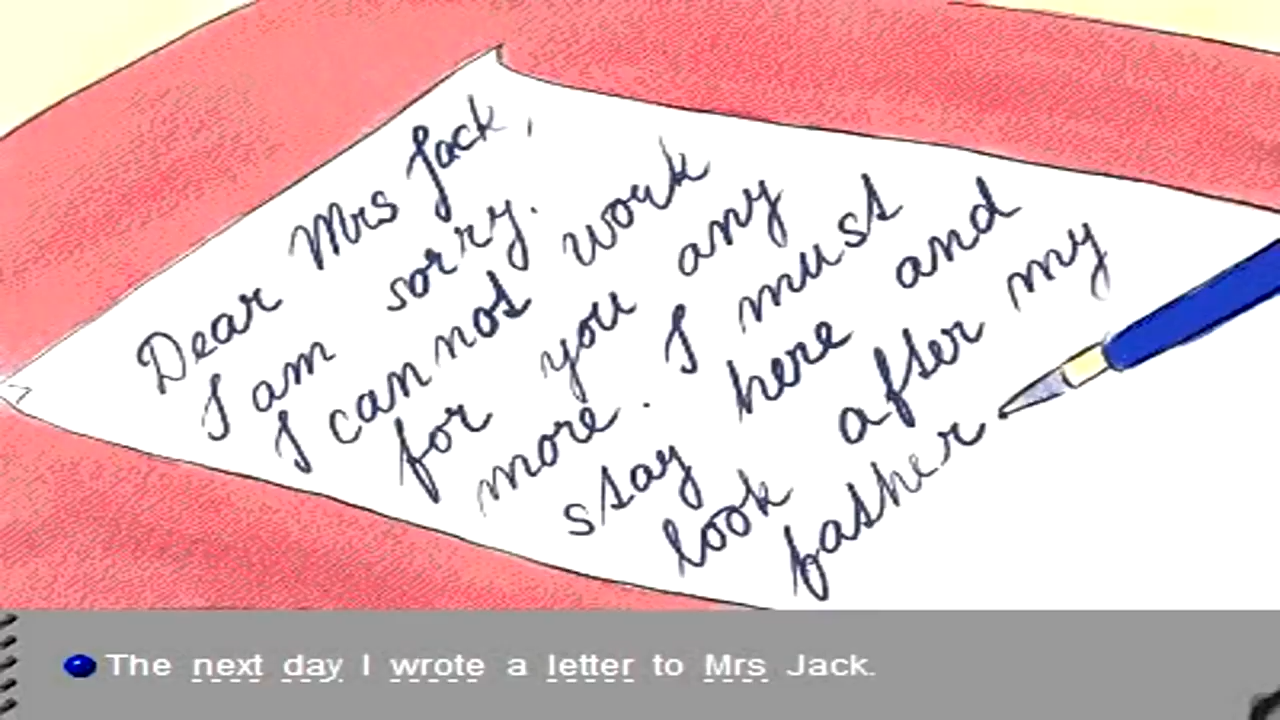 Dear Mrs Jack,
I am sorry.
I cannot work
for you any
more. I must
stay here and
look after my
father
The next day I wrote a letter to Mrs Jack.